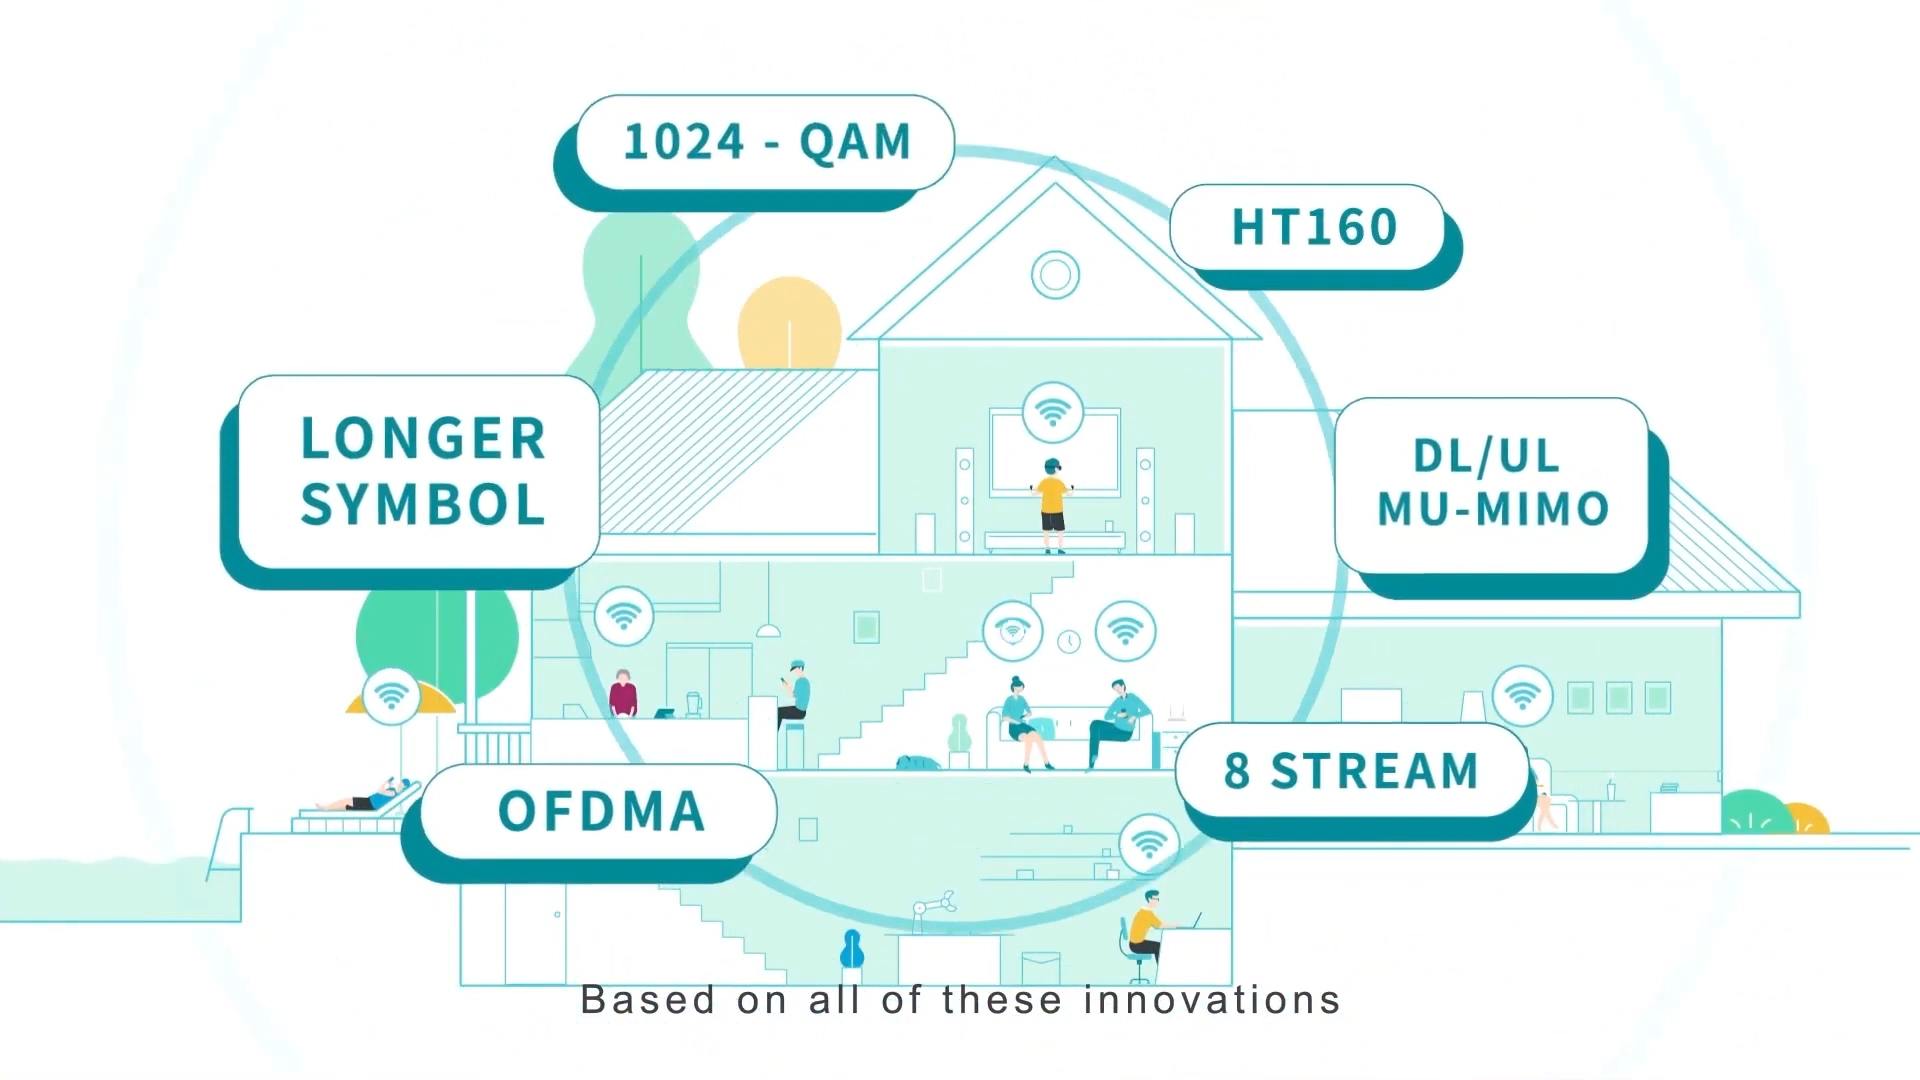 1024 - QAM
HT160
LONGER
SYMBOL
DL/UL
MU-MIMO
8 STREAM
OFDMA
Based on all of these innovations